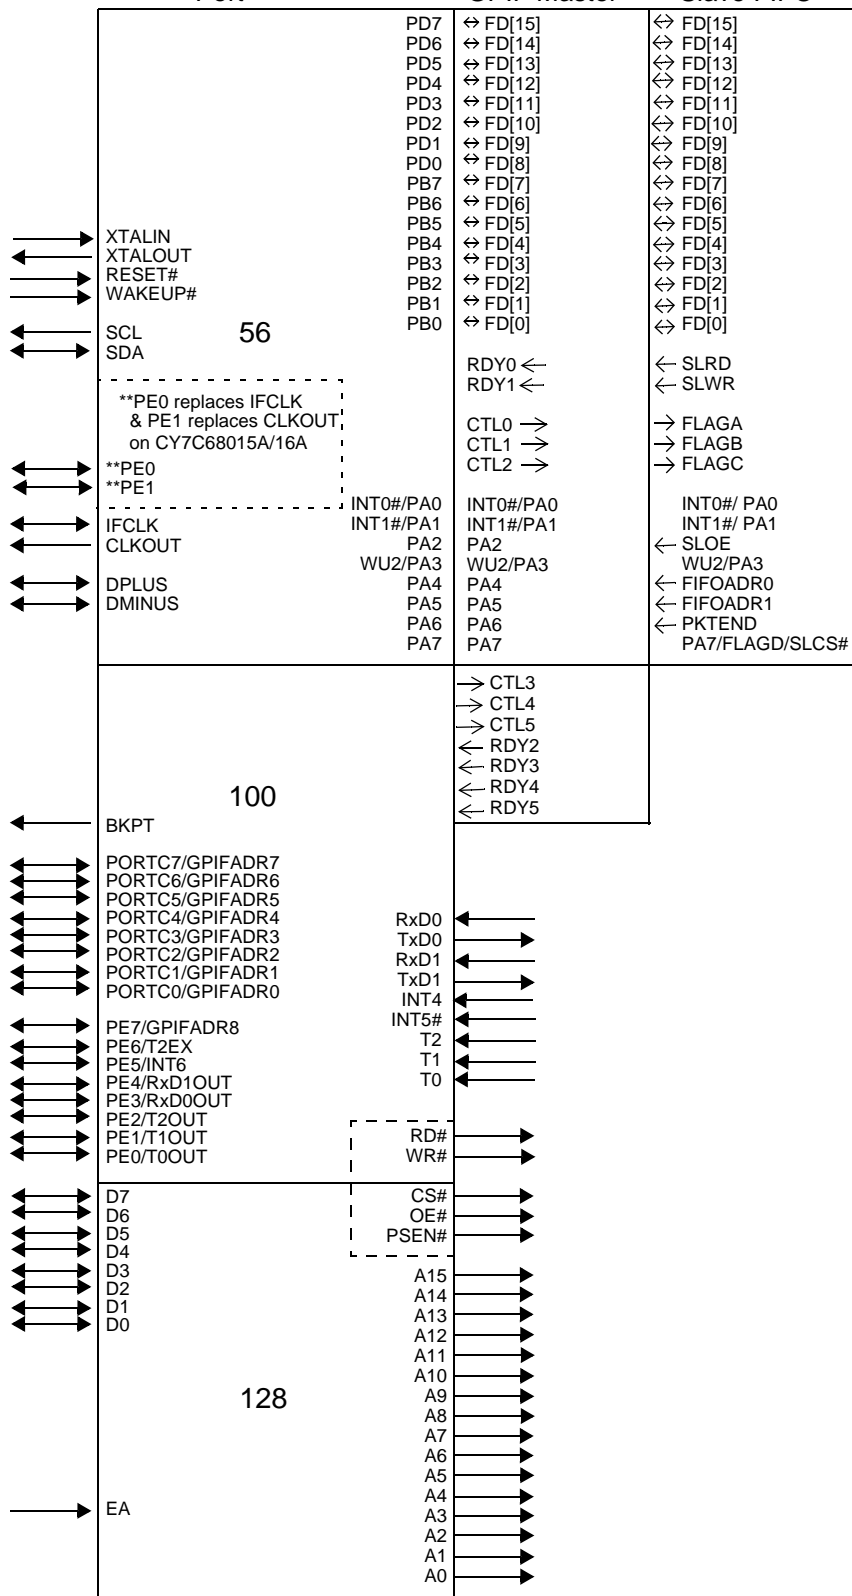 PD7 ↔ FD[15] ↔ FD[15]
PD6 ↔ FD[14] ↔ FD[14]
PD5 ↔ FD[13] ↔ FD[13]
PD4 ↔ FD[12] ↔ FD[12]
PD3 ↔ FD[11] ↔ FD[11]
PD2 ↔ FD[10] ↔ FD[10]
PD1 ↔ FD[9] ↔ FD[9]
PD0 ↔ FD[8] ↔ FD[8]
PB7 ↔ FD[7] ↔ FD[7]
PB6 ↔ FD[6] ↔ FD[6]
PB5 ↔ FD[5] ↔ FD[5]
XTALIN PB4 ↔ FD[4] ↔ FD[4]
XTALOUT PB3 ↔ FD[3] ↔ FD[3]
RESET# PB2 ↔ FD[2] ↔ FD[2]
WAKEUP# PB1 ↔ FD[1] ↔ FD[1]
SCL 56 PB0 ↔ FD[0] ↔ FD[0]
SDA
RDY0 ← ← SLRD
RDY1 ← ← SLWR
**PE0 replaces IFCLK
& PE1 replaces CLKOUT
on CY7C68015A/16A
CTL0 → → FLAGA
CTL1 → → FLAGB
CTL2 → → FLAGC
**PE0
**PE1
INT0#/PA0 INT0#/PA0 INT0#/ PA0
IFCLK INT1#/PA1 INT1#/PA1 INT1#/ PA1
CLKOUT PA2 PA2 ← SLOE
WU2/PA3 WU2/PA3 WU2/PA3
DPLUS PA4 PA4 ← FIFOADR0
DMINUS PA5 PA5 ← FIFOADR1
PA6 PA6 ← PKTEND
PA7 PA7 PA7/FLAGD/SLCS#
→ CTL3
→ CTL4
→ CTL5
← RDY2
← RDY3
← RDY4
← RDY5
100
BKPT
PORTC7/GPIFADR7
PORTC6/GPIFADR6
PORTC5/GPIFADR5
PORTC4/GPIFADR4
PORTC3/GPIFADR3
PORTC2/GPIFADR2
PORTC1/GPIFADR1
PORTC0/GPIFADR0
RxD0
TxD0
RxD1
TxD1
INT4
INT5#
T2
T1
T0
PE7/GPIFADR8
PE6/T2EX
PE5/INT6
PE4/RxD1OUT
PE3/RxD0OUT
PE2/T2OUT
PE1/T1OUT
PE0/T0OUT
RD#
WR#
CS#
OE#
PSEN#
D7
D6
D5
D4
D3
D2
D1
D0
A15
A14
A13
A12
A11
A10
A9
A8
A7
A6
A5
A4
A3
A2
A1
A0
128
EA